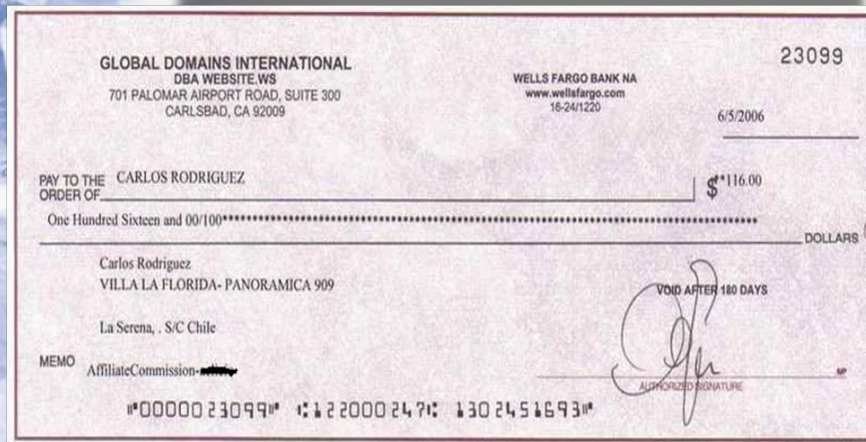 GLOBAL DOMAINS INTERNATIONAL
DBA WEBSITE.WS
701 PALOMAR AIRPORT ROAD, SUITE 300
CARLSBAD, CA 92009
WELLS FARGO BANK NA
www.wellsfargo.com
16-24/1220
23099
6/5/2006
PAY TO THE ORDER OF CARLOS RODRIGUEZ $**116.00
One Hundred Sixteen and 00/100**************************************************************************
DOLLARS
Carlos Rodriguez
VILLA LA FLORIDA- PANORAMICA 909
La Serena, . S/C Chile
VOID AFTER 180 DAYS
MEMO AffiliateCommission-
AUTHORIZED SIGNATURE
MP
⑈0000023099⑈ ⑆122000247⑆ 1302451693⑈